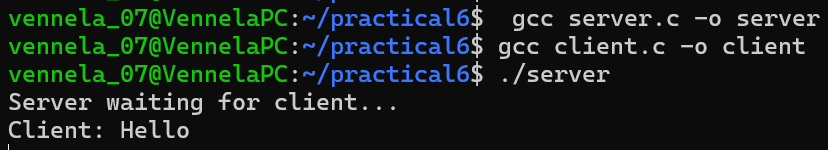 vennela_07@VennelaPC:~/practical6$  gcc server.c -o server
vennela_07@VennelaPC:~/practical6$ gcc client.c -o client
vennela_07@VennelaPC:~/practical6$ ./server
Server waiting for client...
Client: Hello